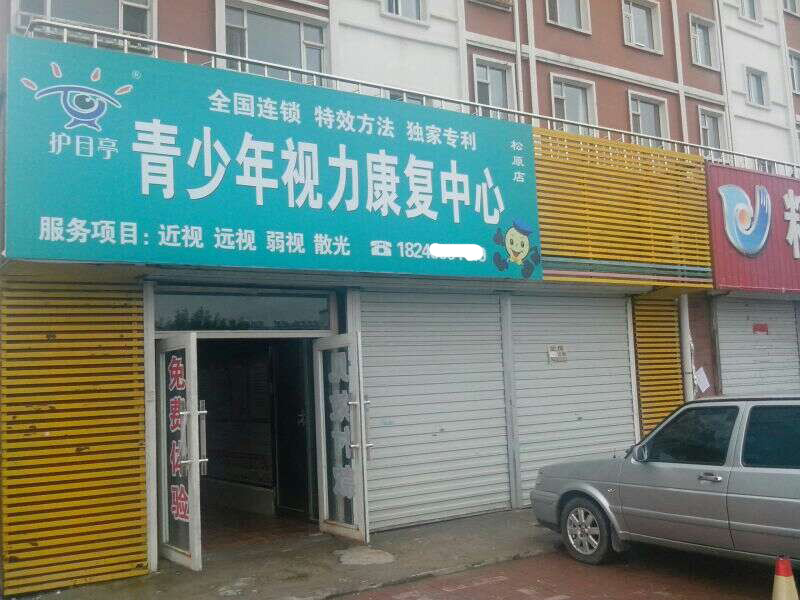 全国连锁 特效方法 独家专利
护目亭®
青少年视力康复中心
松原店
服务项目：近视 远视 弱视 散光 ☎1824
免费体验